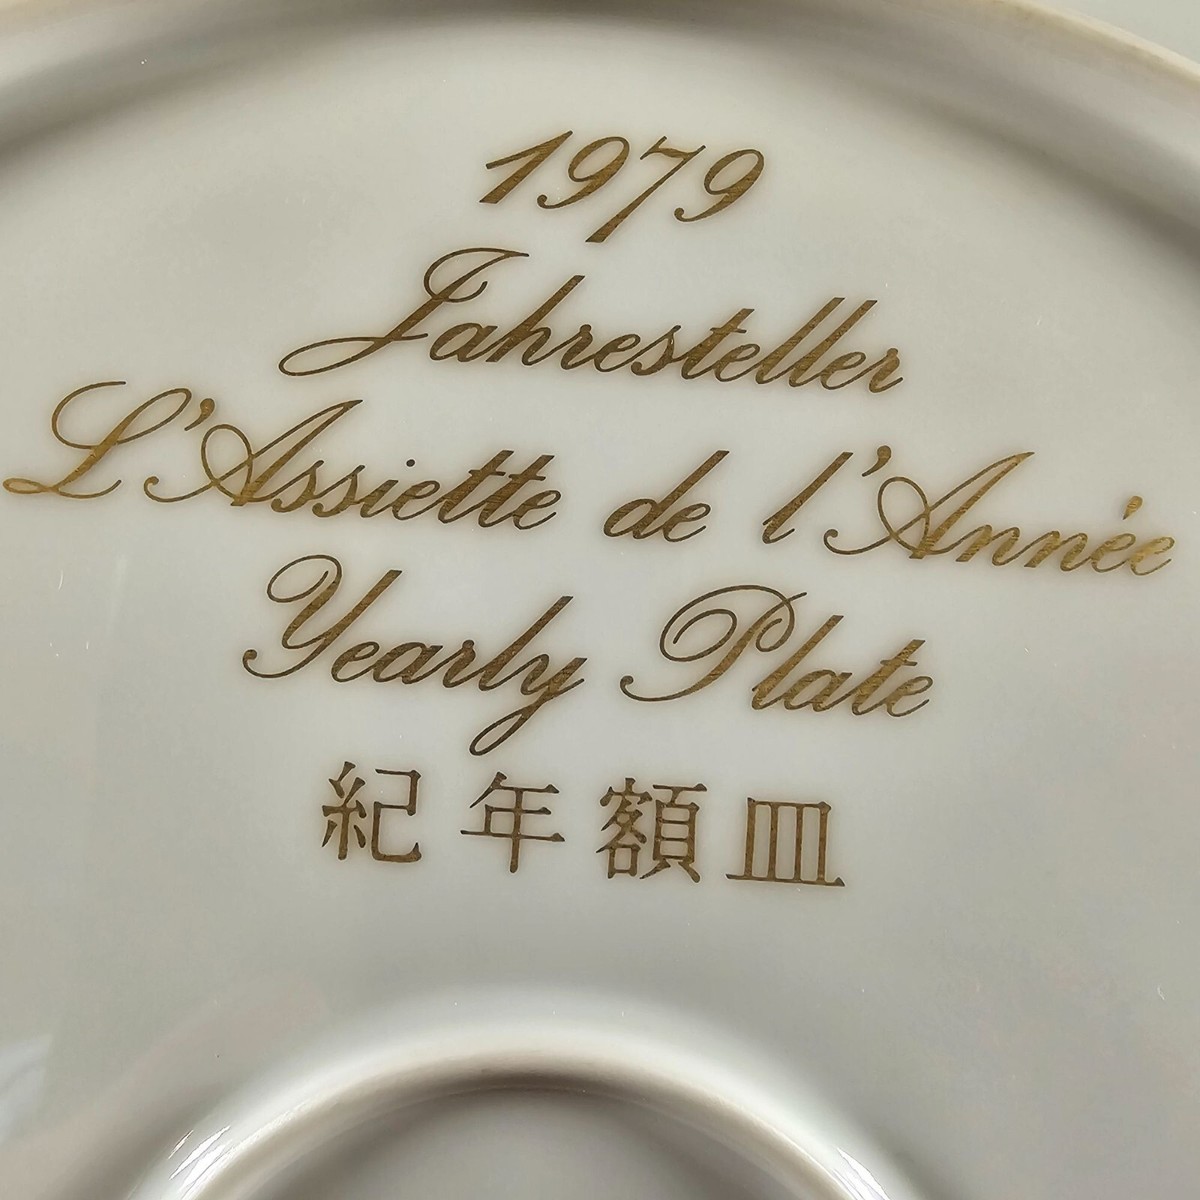 1979
Jahresteller
L'Assiette de l'Année
Yearly Plate
紀年額皿